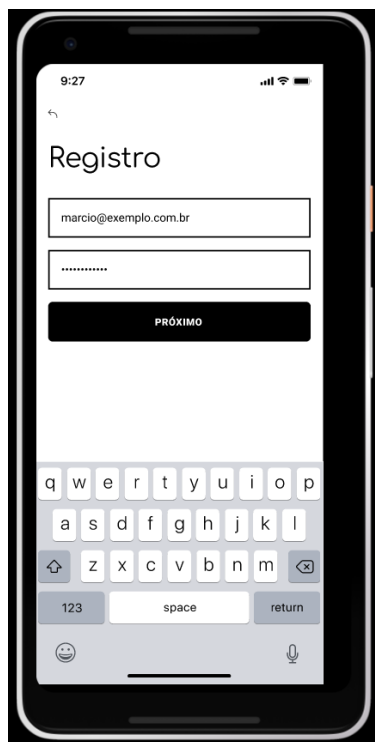 9:27
Registro
marcio@exemplo.com.br
••••••••••••
PRÓXIMO
q w e r t y u i o p
a s d f g h j k l
z x c v b n m
123 space return